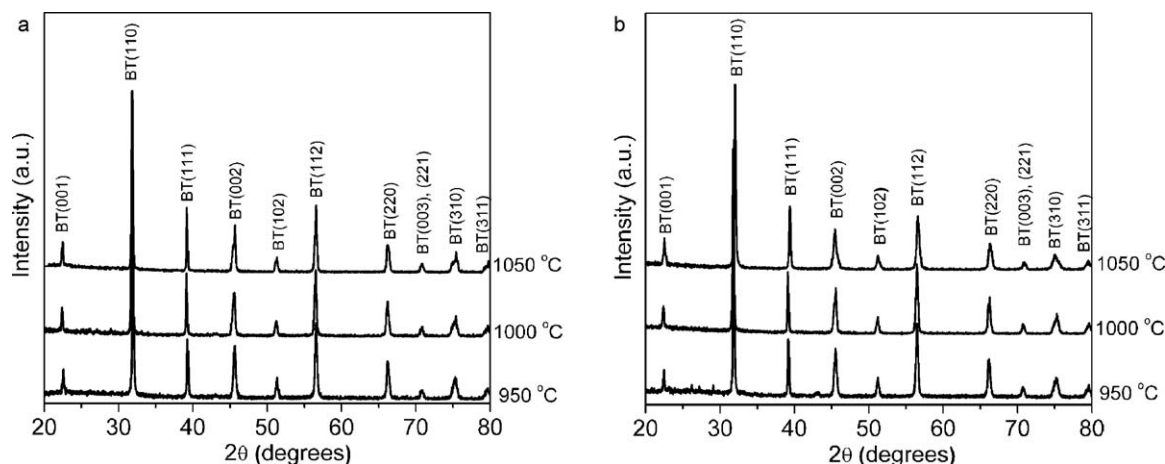 a
BT(001)
BT(110)
BT(111)
BT(002)
BT(102)
BT(112)
BT(220)
BT(003), (221)
BT(310)
BT(311)
1050 °C
1000 °C
950 °C
Intensity (a.u.)
20 30 40 50 60 70 80
2θ (degrees)
b
BT(001)
BT(110)
BT(111)
BT(002)
BT(102)
BT(112)
BT(220)
BT(003), (221)
BT(310)
BT(311)
1050 °C
1000 °C
950 °C
Intensity (a.u.)
20 30 40 50 60 70 80
2θ (degrees)